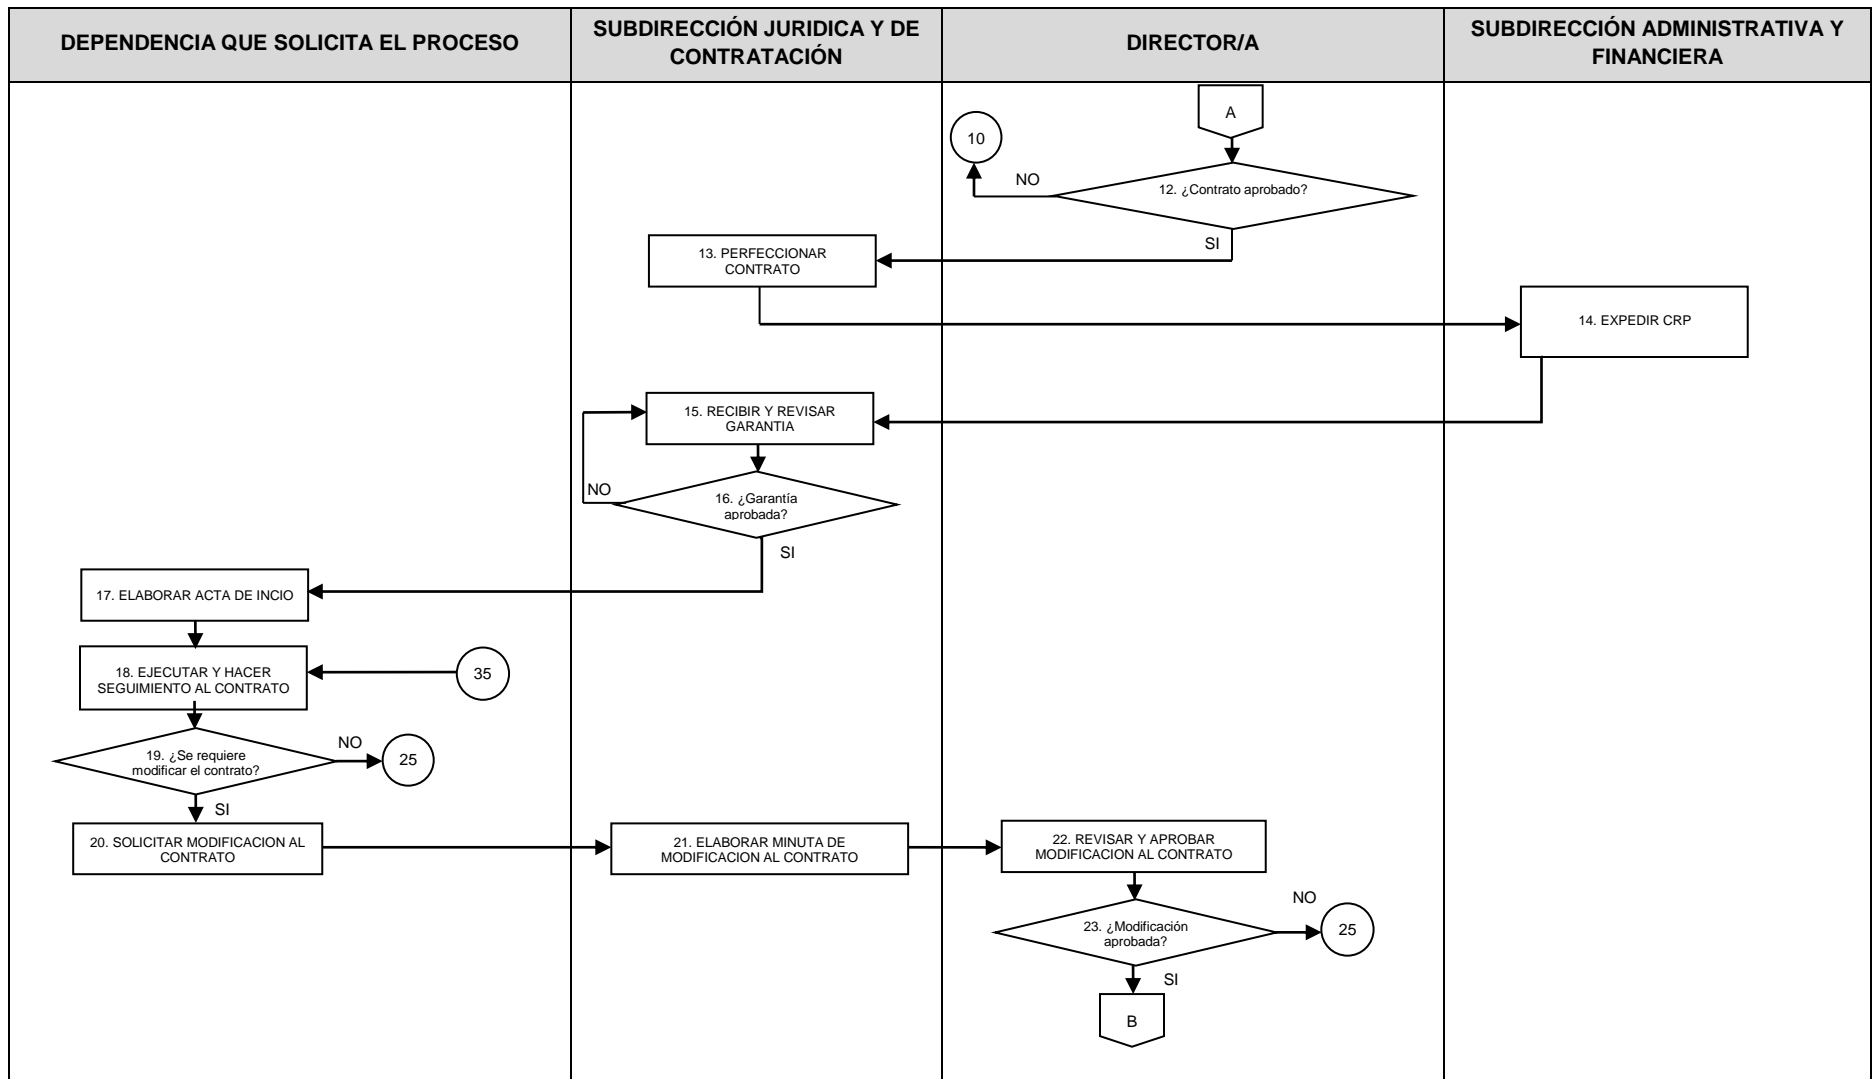 DEPENDENCIA QUE SOLICITA EL PROCESO
SUBDIRECCIÓN JURIDICA Y DE
CONTRATACIÓN
DIRECTOR/A
SUBDIRECCIÓN ADMINISTRATIVA Y
FINANCIERA
A
10
NO
12. ¿Contrato aprobado?
SI
13. PERFECCIONAR
CONTRATO
14. EXPEDIR CRP
15. RECIBIR Y REVISAR
GARANTIA
NO
16. ¿Garantía
aprobada?
SI
17. ELABORAR ACTA DE INCIO
18. EJECUTAR Y HACER
SEGUIMIENTO AL CONTRATO
35
19. ¿Se requiere
modificar el contrato?
NO
25
SI
20. SOLICITAR MODIFICACION AL
CONTRATO
21. ELABORAR MINUTA DE
MODIFICACION AL CONTRATO
22. REVISAR Y APROBAR
MODIFICACION AL CONTRATO
23. ¿Modificación
aprobada?
NO
25
SI
B